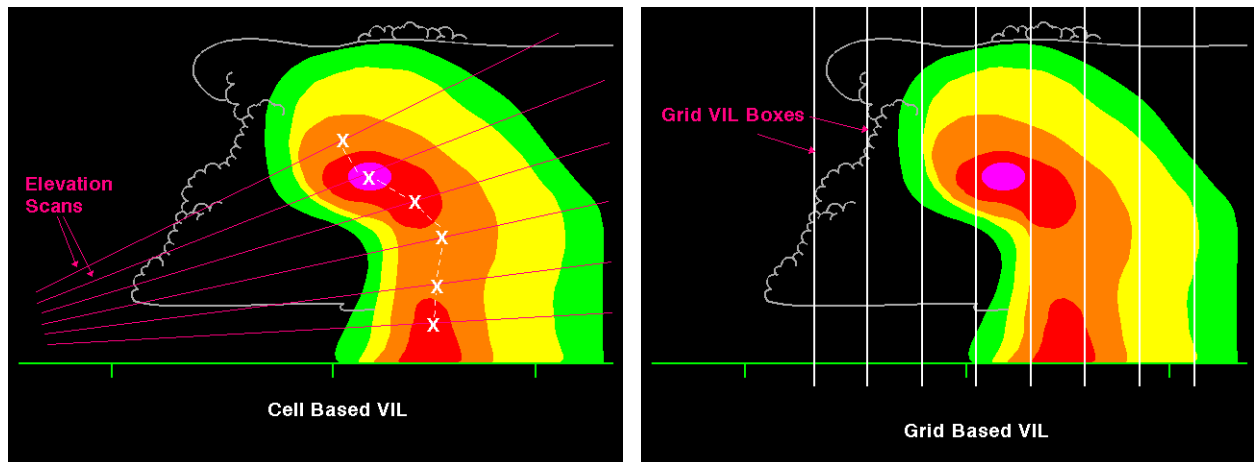 Elevation
Scans
X
X
X
X
X
X
Cell Based VIL
Grid VIL Boxes
Grid Based VIL